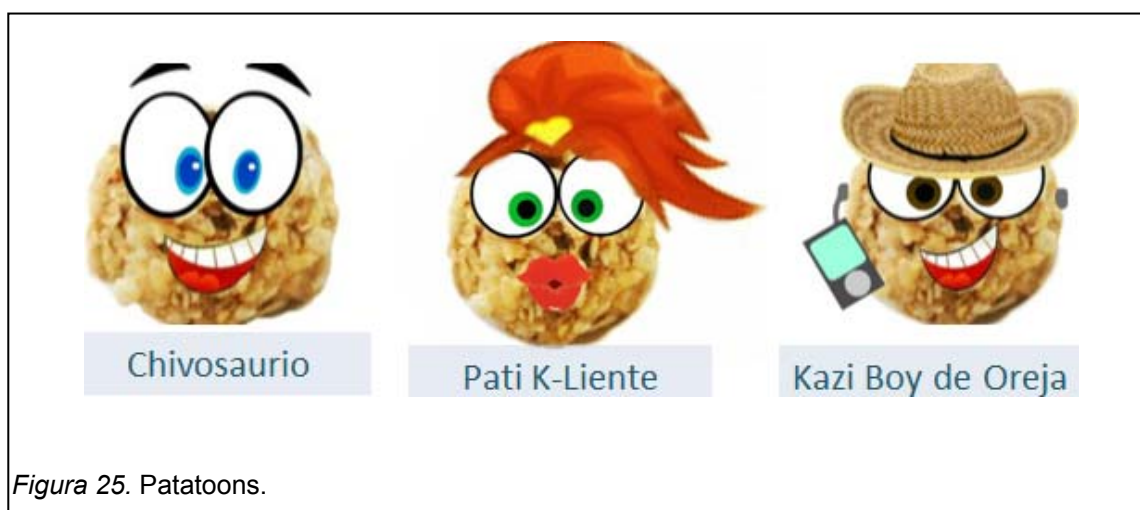 Chivosaurio
Pati K-Liente
Kazi Boy de Oreja
Figura 25. Patatoons.